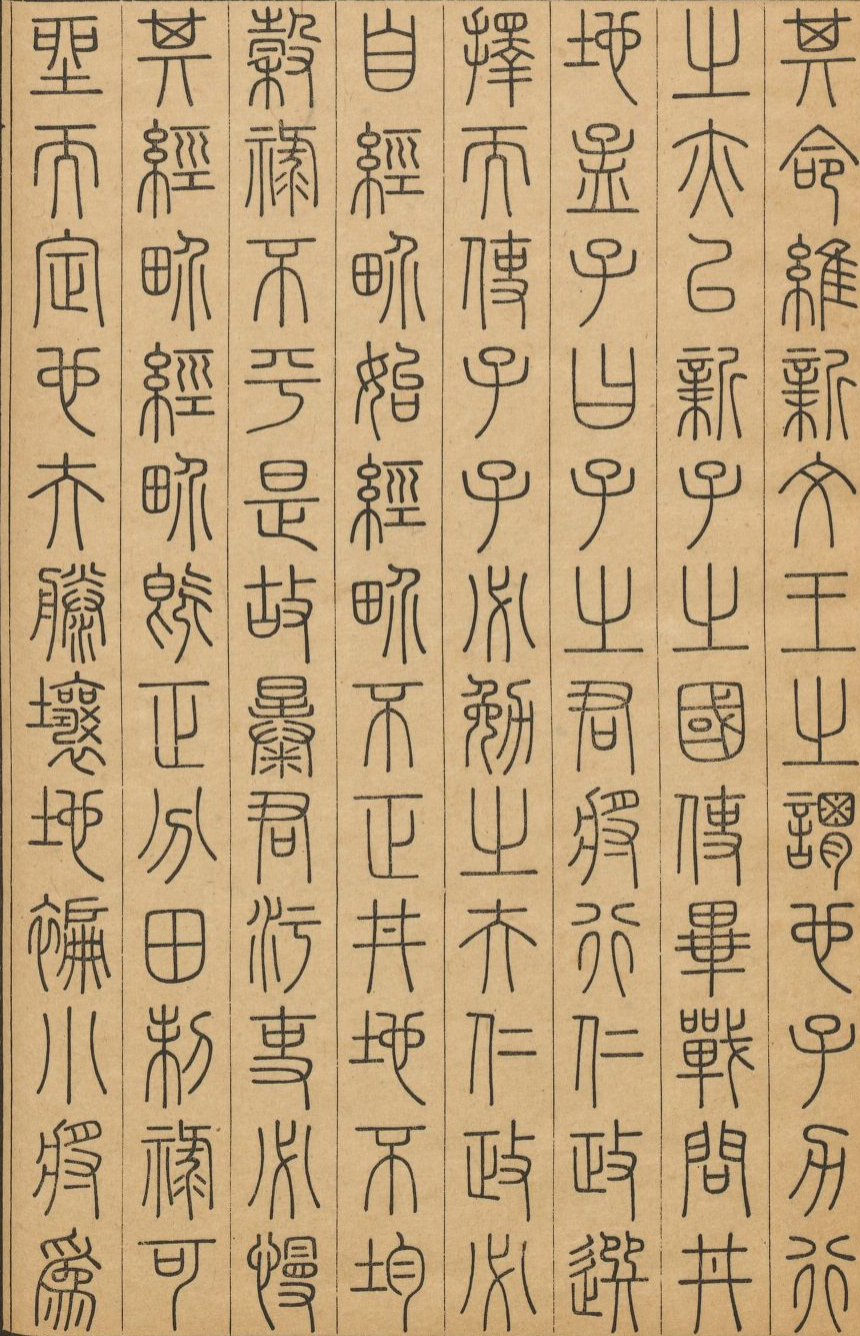 其命維新文王之謂也子力行
之亦以新子之國使畢戰問井
地孟子曰子之君將行仁政選
擇而使子子必勉之夫仁政必
自經界始經界不正井地不均
穀祿不平是故暴君汙吏必慢
其經界經界既正分田制祿可
坐而定也夫滕壤地褊小將為